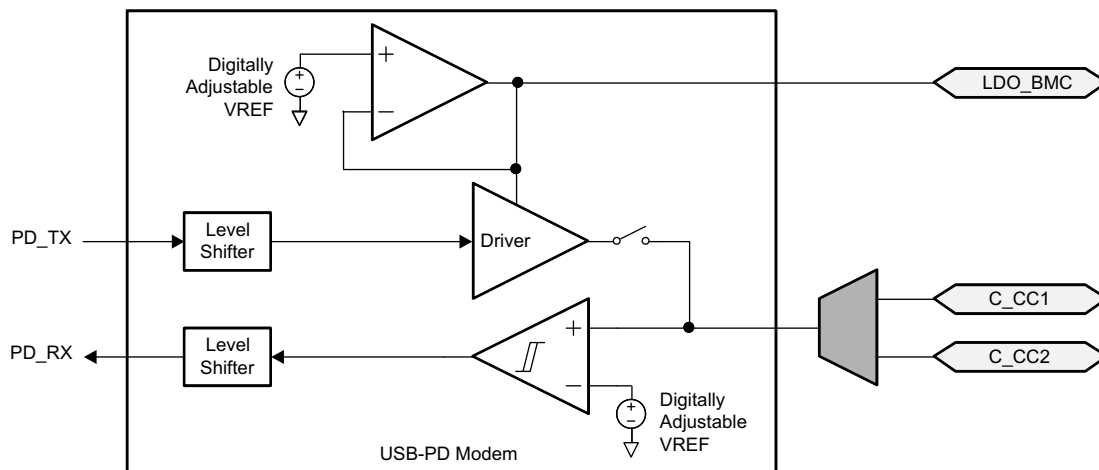 Digitally
Adjustable
VREF
+
−
+
−
LDO_BMC
PD_TX
Level
Shifter
Driver
C_CC1
PD_RX
Level
Shifter
+
−
C_CC2
+
−
Digitally
Adjustable
VREF
USB-PD Modem